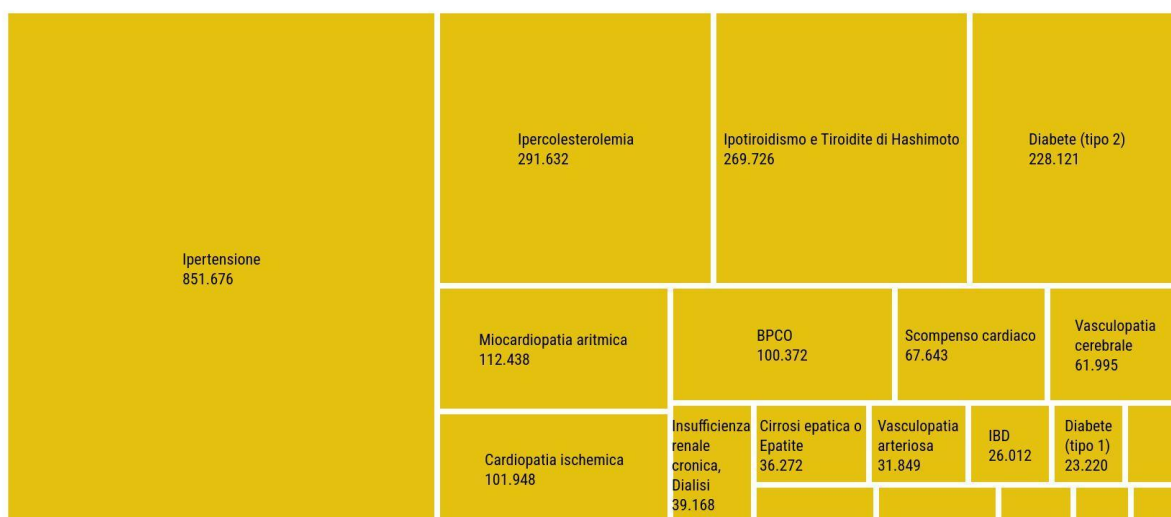 Ipertensione
851.676
Ipercolesterolemia
291.632
Ipotiroidismo e Tiroidite di Hashimoto
269.726
Diabete (tipo 2)
228.121
Miocardiopatia aritmica
112.438
Cardiopatia ischemica
101.948
BPCO
100.372
Scompenso cardiaco
67.643
Vasculopatia
cerebrale
61.995
Insufficienza
renale
cronica,
Dialisi
39.168
Cirrosi epatica o
Epatite
36.272
Vasculopatia
arteriosa
31.849
IBD
26.012
Diabete
(tipo 1)
23.220